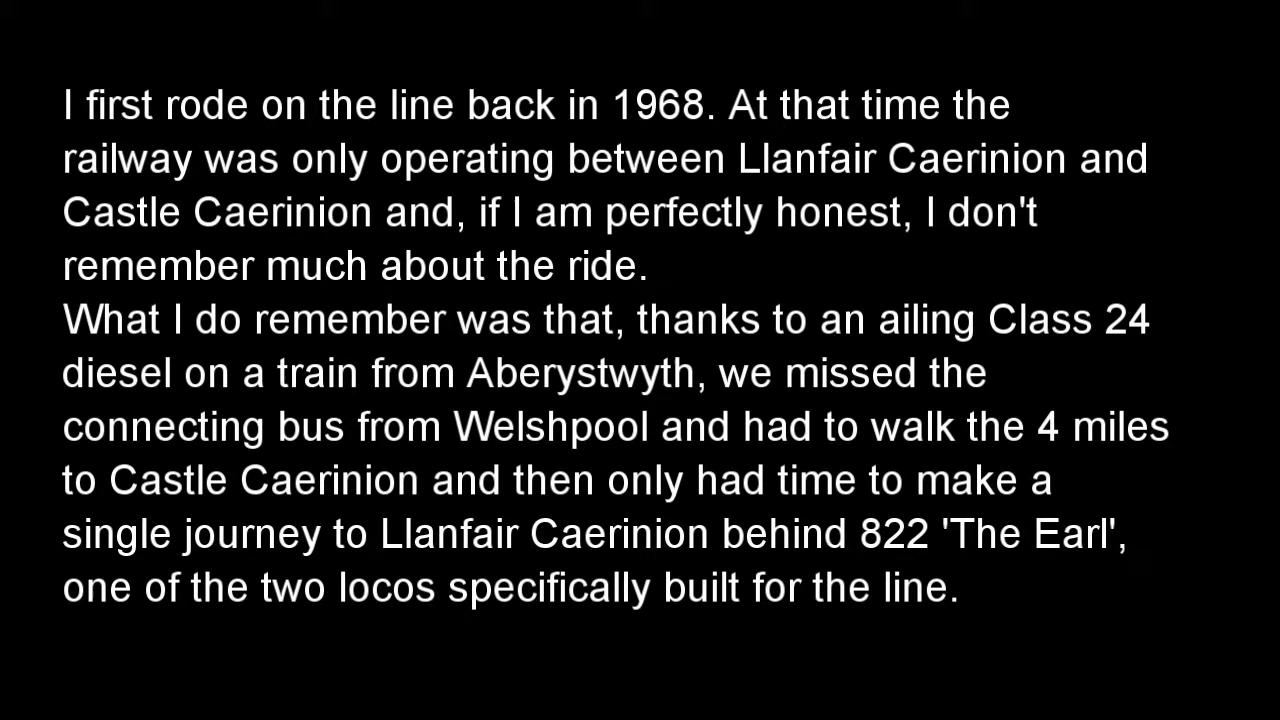 I first rode on the line back in 1968. At that time the
railway was only operating between Llanfair Caerinion and
Castle Caerinion and, if I am perfectly honest, I don't
remember much about the ride.
What I do remember was that, thanks to an ailing Class 24
diesel on a train from Aberystwyth, we missed the
connecting bus from Welshpool and had to walk the 4 miles
to Castle Caerinion and then only had time to make a
single journey to Llanfair Caerinion behind 822 'The Earl',
one of the two locos specifically built for the line.